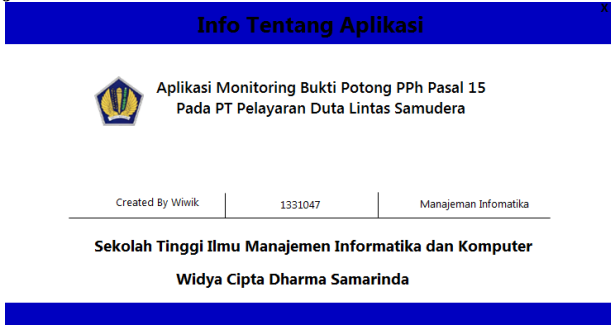 Info Tentang Aplikasi
X
Aplikasi Monitoring Bukti Potong PPh Pasal 15
Pada PT Pelayaran Duta Lintas Samudera
Created By Wiwik 1331047 Manajeman Infomatika
Sekolah Tinggi Ilmu Manajemen Informatika dan Komputer
Widya Cipta Dharma Samarinda